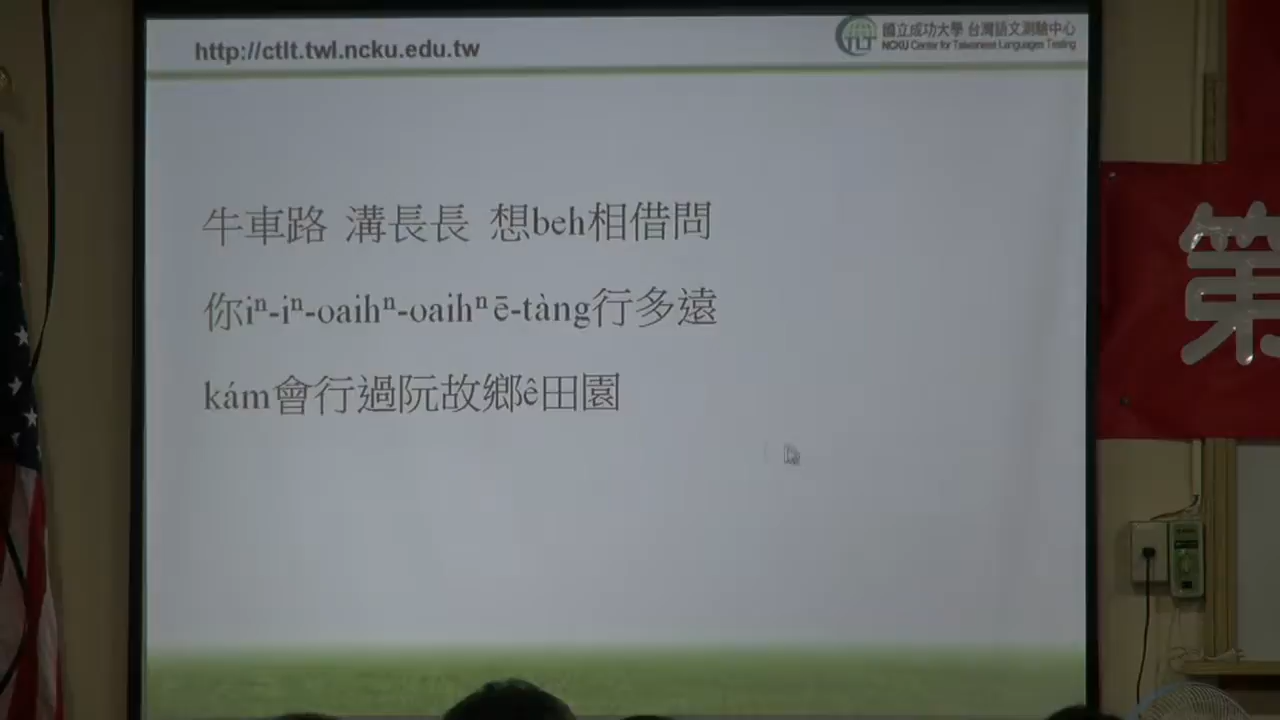 http://ctlt.twl.ncku.edu.tw
CTLT
國立成功大學 台灣語文測驗中心
NCKU Center for Taiwanese Languages Testing
牛車路 溝長長 想beh相借問
你iⁿ-iⁿ-oaihⁿ-oaihⁿ ē-tàng行多遠
kám會行過阮故鄉ê田園
第